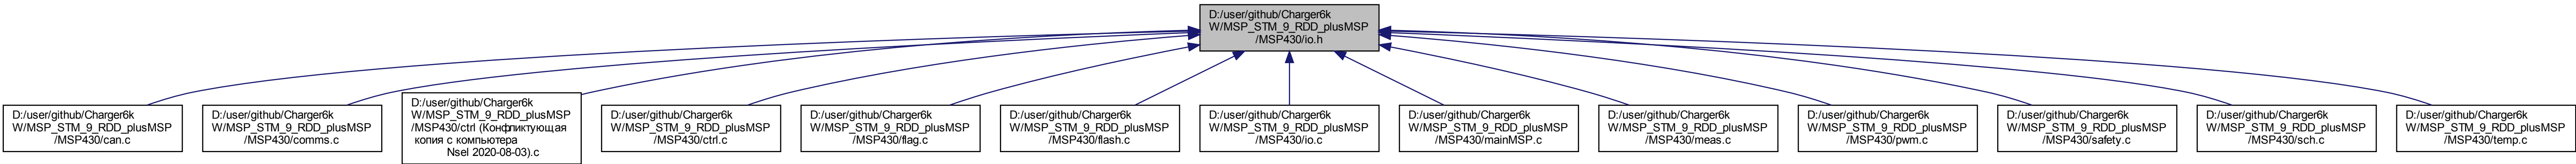 D:/user/github/Charger6k
W/MSP_STM_9_RDD_plusMSP
/MSP430/io.h
D:/user/github/Charger6k
W/MSP_STM_9_RDD_plusMSP
/MSP430/can.c
D:/user/github/Charger6k
W/MSP_STM_9_RDD_plusMSP
/MSP430/comms.c
D:/user/github/Charger6k
W/MSP_STM_9_RDD_plusMSP
/MSP430/ctrl (Конфликтующая
копия с компьютера
Nsel 2020-08-03).c
D:/user/github/Charger6k
W/MSP_STM_9_RDD_plusMSP
/MSP430/ctrl.c
D:/user/github/Charger6k
W/MSP_STM_9_RDD_plusMSP
/MSP430/flag.c
D:/user/github/Charger6k
W/MSP_STM_9_RDD_plusMSP
/MSP430/flash.c
D:/user/github/Charger6k
W/MSP_STM_9_RDD_plusMSP
/MSP430/io.c
D:/user/github/Charger6k
W/MSP_STM_9_RDD_plusMSP
/MSP430/mainMSP.c
D:/user/github/Charger6k
W/MSP_STM_9_RDD_plusMSP
/MSP430/meas.c
D:/user/github/Charger6k
W/MSP_STM_9_RDD_plusMSP
/MSP430/pwm.c
D:/user/github/Charger6k
W/MSP_STM_9_RDD_plusMSP
/MSP430/safety.c
D:/user/github/Charger6k
W/MSP_STM_9_RDD_plusMSP
/MSP430/sch.c
D:/user/github/Charger6k
W/MSP_STM_9_RDD_plusMSP
/MSP430/temp.c